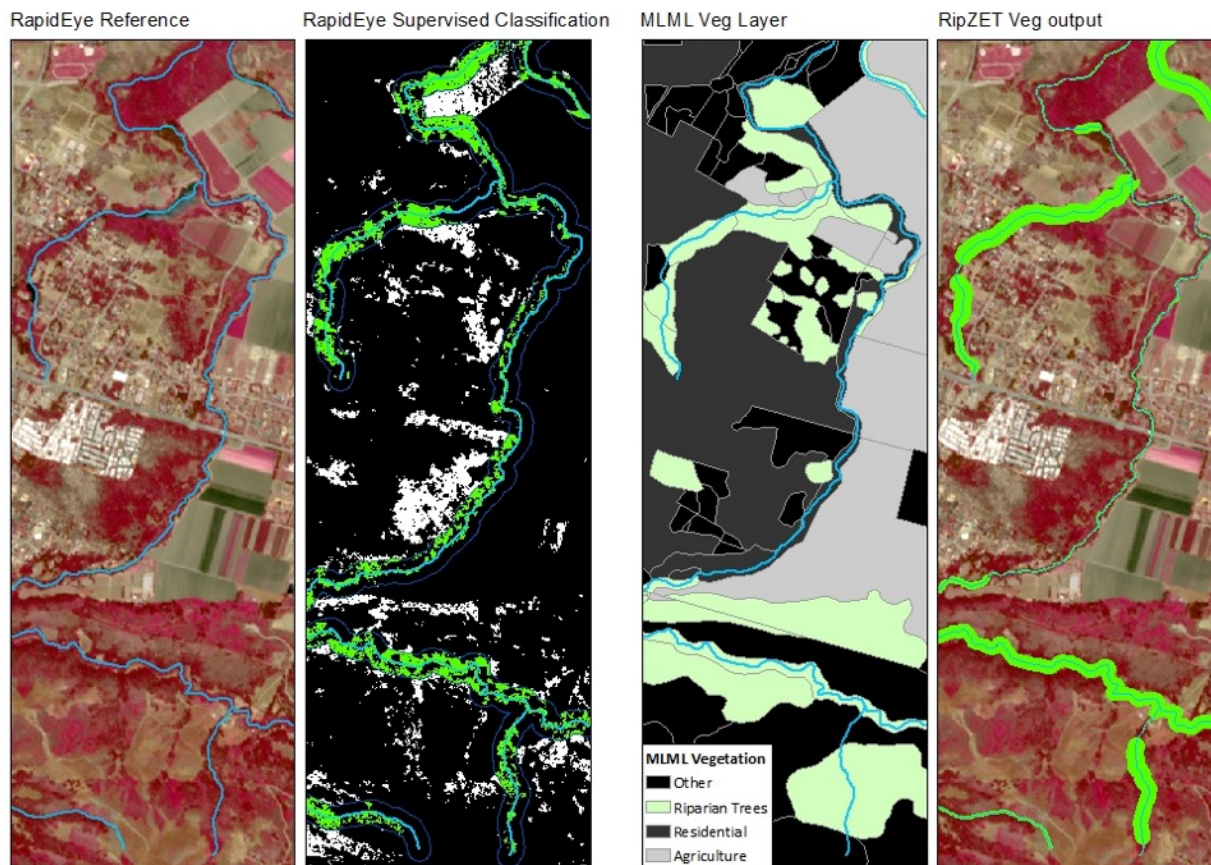 RapidEye Reference
RapidEye Supervised Classification
MLML Veg Layer
RipZET Veg output
MLML Vegetation
Other
Riparian Trees
Residential
Agriculture